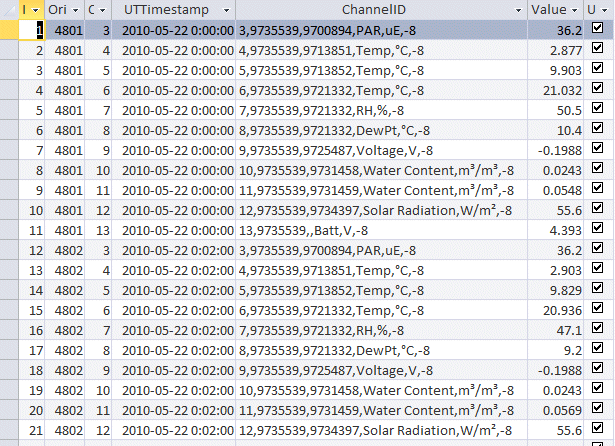 I Ori C UTTimestamp ChannelID Value U
1 4801 3 2010-05-22 0:00:00 3,9735539,9700894,PAR,uE,-8 36.2
2 4801 4 2010-05-22 0:00:00 4,9735539,9713851,Temp,°C,-8 2.877
3 4801 5 2010-05-22 0:00:00 5,9735539,9713852,Temp,°C,-8 9.903
4 4801 6 2010-05-22 0:00:00 6,9735539,9721332,Temp,°C,-8 21.032
5 4801 7 2010-05-22 0:00:00 7,9735539,9721332,RH,%,-8 50.5
6 4801 8 2010-05-22 0:00:00 8,9735539,9721332,DewPt,°C,-8 10.4
7 4801 9 2010-05-22 0:00:00 9,9735539,9725487,Voltage,V,-8 -0.1988
8 4801 10 2010-05-22 0:00:00 10,9735539,9731458,Water Content,m³/m³,-8 0.0243
9 4801 11 2010-05-22 0:00:00 11,9735539,9731459,Water Content,m³/m³,-8 0.0548
10 4801 12 2010-05-22 0:00:00 12,9735539,9734397,Solar Radiation,W/m²,-8 55.6
11 4801 13 2010-05-22 0:00:00 13,9735539,,Batt,V,-8 4.393
12 4802 3 2010-05-22 0:02:00 3,9735539,9700894,PAR,uE,-8 36.2
13 4802 4 2010-05-22 0:02:00 4,9735539,9713851,Temp,°C,-8 2.903
14 4802 5 2010-05-22 0:02:00 5,9735539,9713852,Temp,°C,-8 9.829
15 4802 6 2010-05-22 0:02:00 6,9735539,9721332,Temp,°C,-8 20.936
16 4802 7 2010-05-22 0:02:00 7,9735539,9721332,RH,%,-8 47.1
17 4802 8 2010-05-22 0:02:00 8,9735539,9721332,DewPt,°C,-8 9.2
18 4802 9 2010-05-22 0:02:00 9,9735539,9725487,Voltage,V,-8 -0.1988
19 4802 10 2010-05-22 0:02:00 10,9735539,9731458,Water Content,m³/m³,-8 0.0243
20 4802 11 2010-05-22 0:02:00 11,9735539,9731459,Water Content,m³/m³,-8 0.0569
21 4802 12 2010-05-22 0:02:00 12,9735539,9734397,Solar Radiation,W/m²,-8 55.6